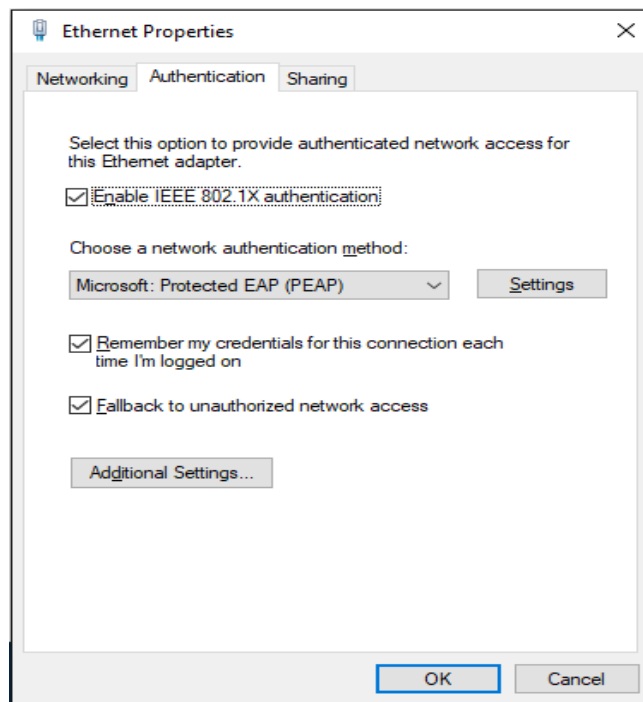 Ethernet Properties
Networking
Authentication
Sharing
Select this option to provide authenticated network access for
this Ethernet adapter.
Enable IEEE 802.1X authentication
Choose a network authentication method:
Microsoft: Protected EAP (PEAP)
Settings
Remember my credentials for this connection each
time I'm logged on
Fallback to unauthorized network access
Additional Settings...
OK
Cancel